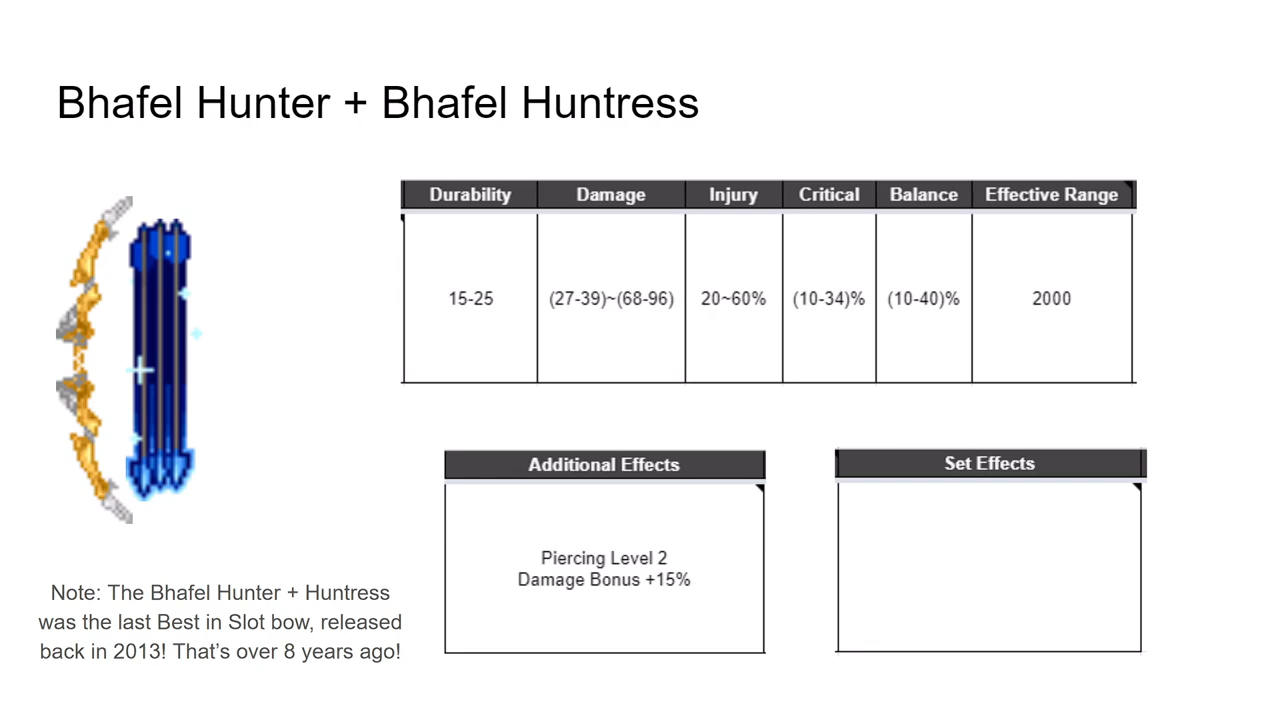 Bhafel Hunter + Bhafel Huntress
Durability Damage Injury Critical Balance Effective Range
15-25 (27-39)~(68-96) 20~60% (10-34)% (10-40)% 2000
Additional Effects
Piercing Level 2
Damage Bonus +15%
Set Effects
Note: The Bhafel Hunter + Huntress
was the last Best in Slot bow, released
back in 2013! That’s over 8 years ago!